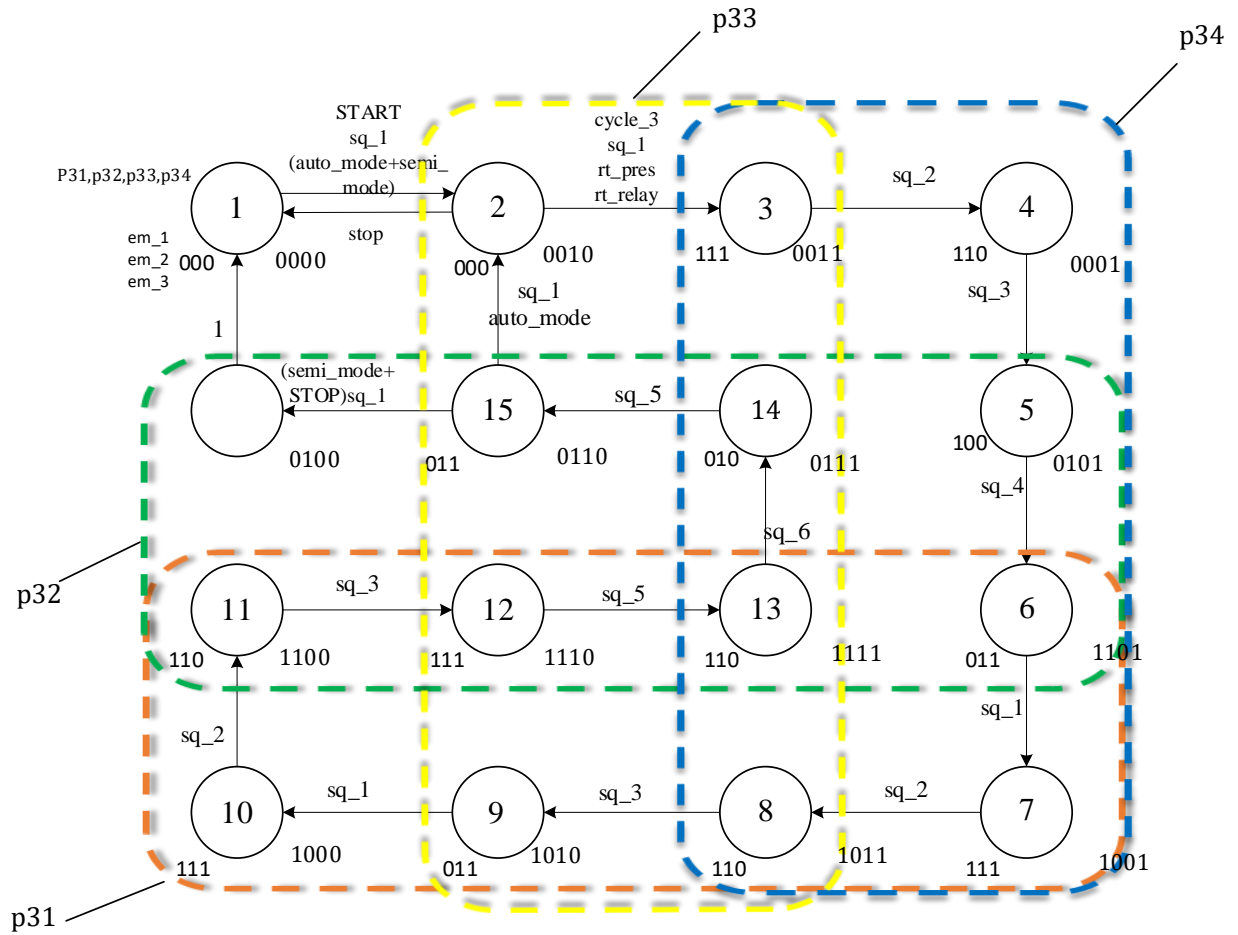 p33
p34
START
sq_1
(auto_mode+semi_
mode)
cycle_3
sq_1
rt_pres
rt_relay
P31,p32,p33,p34
sq_2
1
2
3
4
stop
em_1
em_2
em_3
000
0000
000
0010
111
0011
110
0001
1
sq_1
auto_mode
sq_3
(semi_mode+
STOP)sq_1
sq_5
15
14
5
0100
011
0110
010
0111
100
0101
sq_4
sq_6
p32
sq_3
sq_5
11
12
13
6
110
1100
111
1110
110
1111
011
1101
sq_2
sq_1
sq_1
sq_3
sq_2
10
9
8
7
111
1000
011
1010
110
1011
111
1001
p31